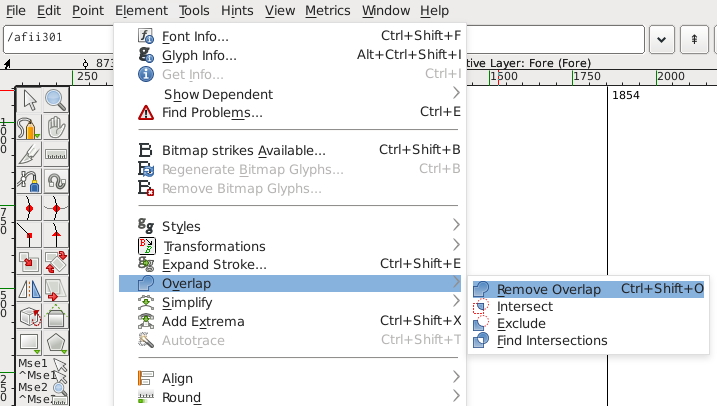 File Edit Point Element Tools Hints View Metrics Window Help
/afii301
873
tive Layer: Fore (Fore)
250 1500 1750 2000
1854
Font Info... Ctrl+Shift+F
Glyph Info... Alt+Ctrl+Shift+I
Get Info... Ctrl+I
Show Dependent
Find Problems... Ctrl+E
Bitmap strikes Available... Ctrl+Shift+B
Regenerate Bitmap Glyphs... Ctrl+B
Remove Bitmap Glyphs...
Styles
Transformations
Expand Stroke... Ctrl+Shift+E
Overlap
Remove Overlap Ctrl+Shift+O
Intersect
Exclude
Find Intersections
Simplify
Add Extrema Ctrl+Shift+X
Autotrace Ctrl+Shift+T
Align
Round
Mse1
^Mse1
Mse2